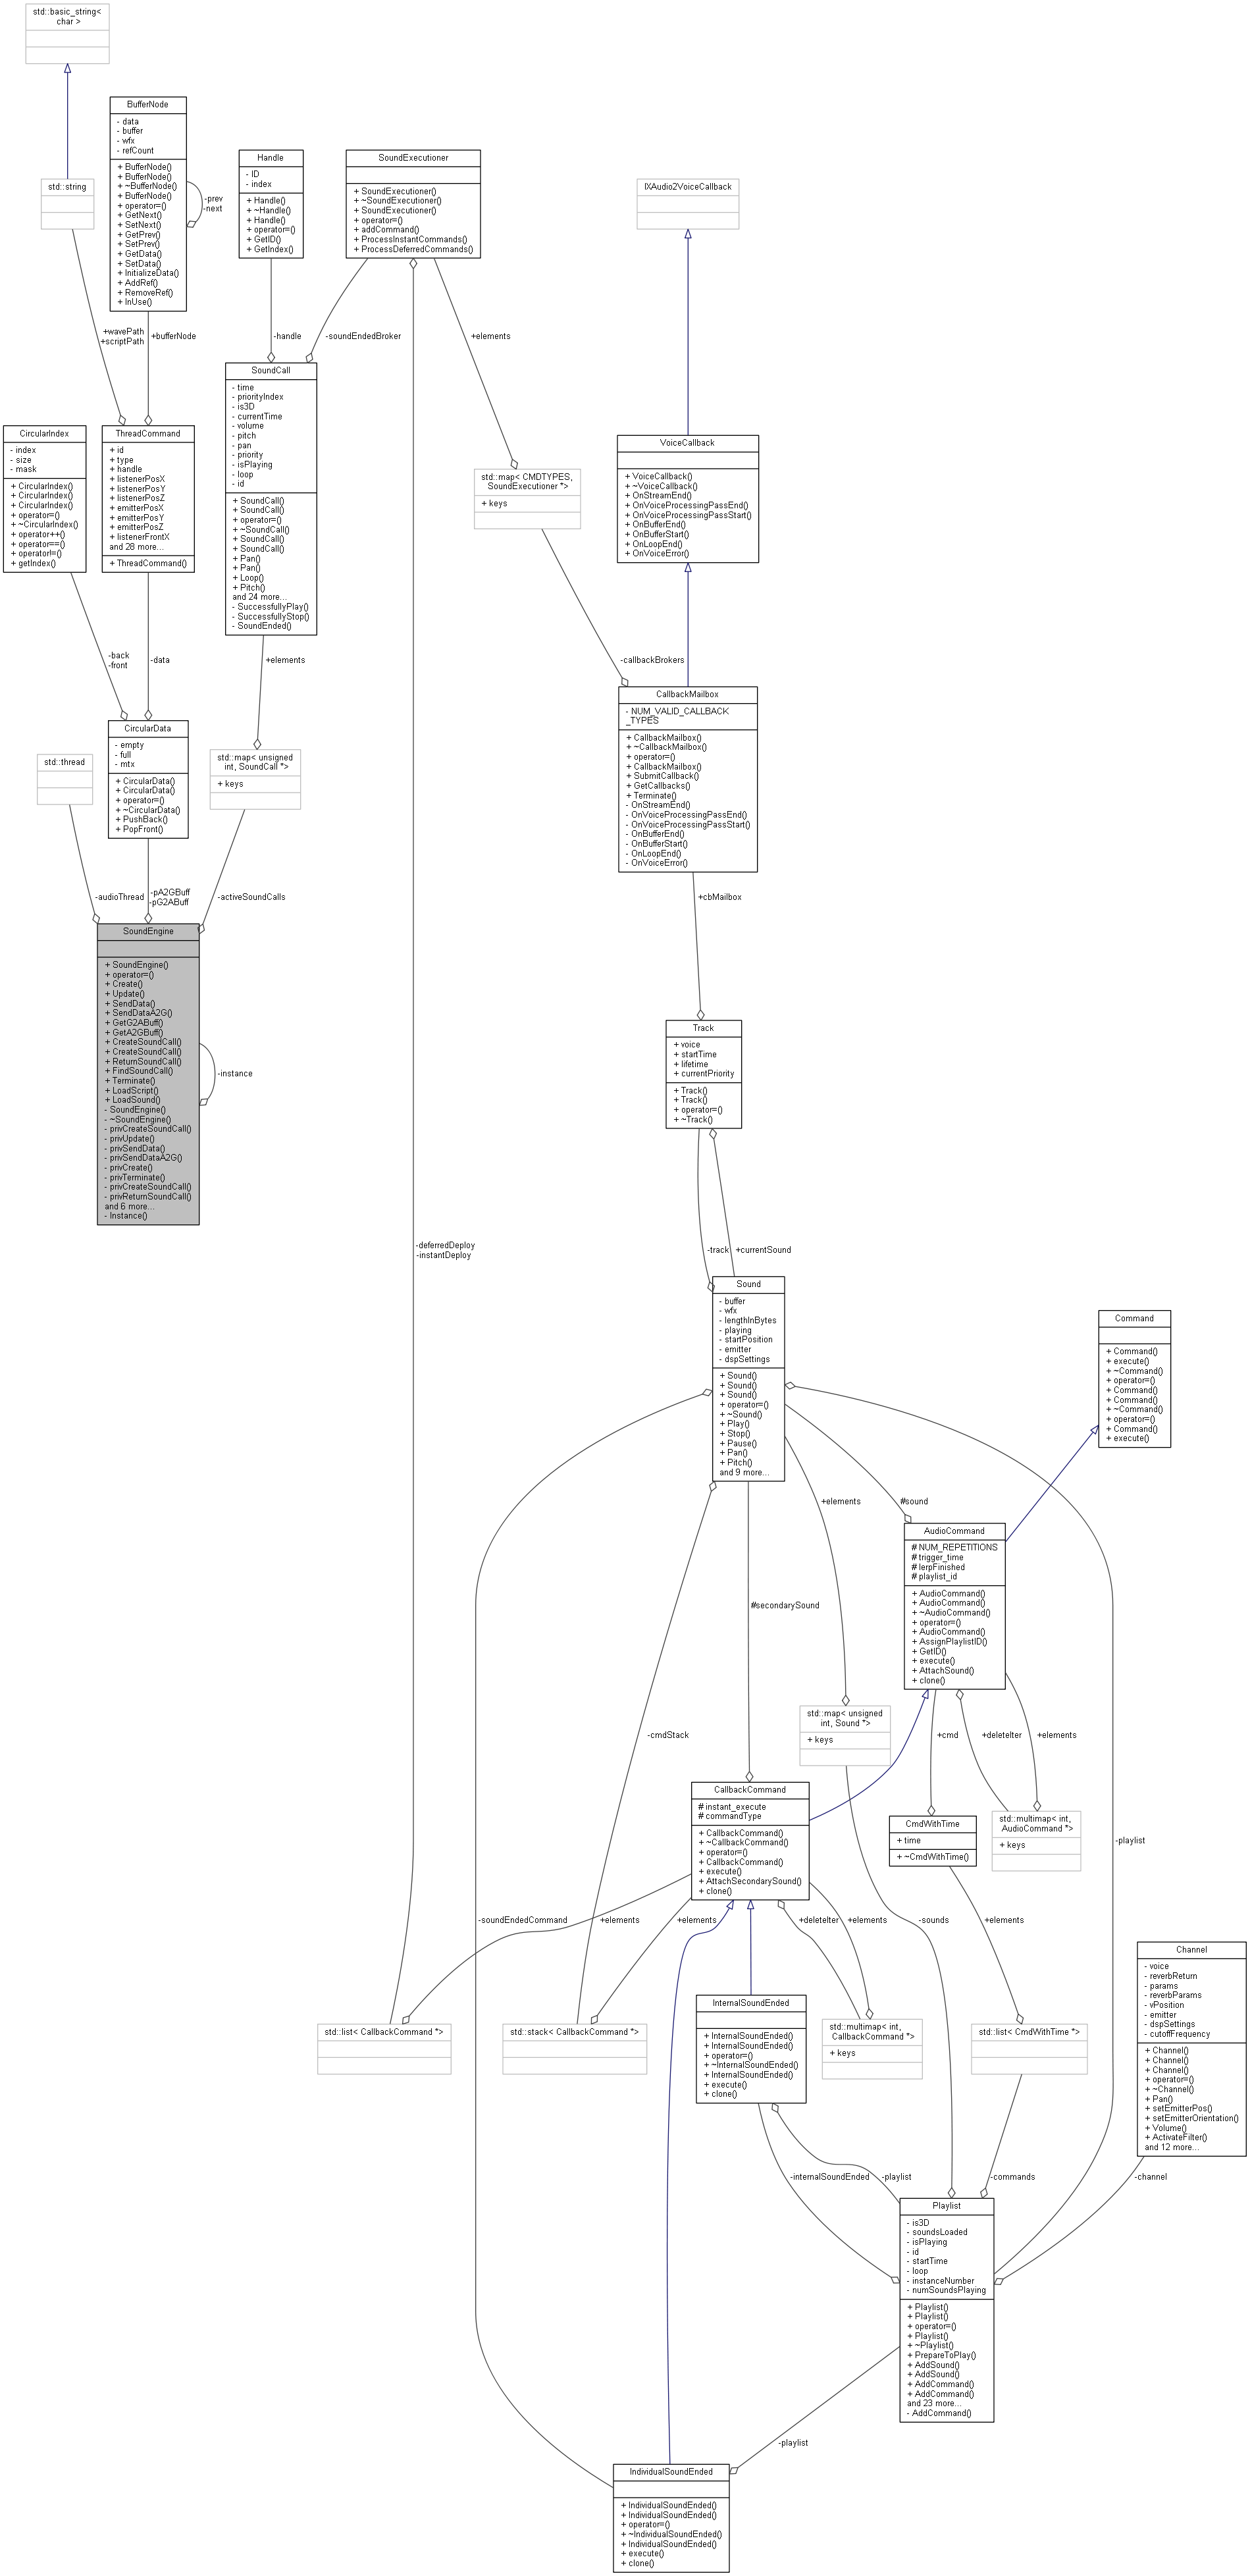 std::basic_string<
char >
BufferNode
- data
- buffer
- wfx
- refCount
+ BufferNode()
+ BufferNode()
+ ~BufferNode()
+ BufferNode()
+ operator=()
+ GetNext()
+ SetNext()
+ GetPrev()
+ SetPrev()
+ GetData()
+ SetData()
+ InitializeData()
+ AddRef()
+ RemoveRef()
+ InUse()
-prev
-next
std::string
Handle
- ID
- index
+ Handle()
+ ~Handle()
+ Handle()
+ operator=()
+ GetID()
+ GetIndex()
SoundExecutioner
+ SoundExecutioner()
+ ~SoundExecutioner()
+ SoundExecutioner()
+ operator=()
+ addCommand()
+ ProcessInstantCommands()
+ ProcessDeferredCommands()
IXAudio2VoiceCallback
+wavePath
+scriptPath
+bufferNode
-handle
-soundEndedBroker
+elements
SoundCall
- time
- priorityIndex
- is3D
- currentTime
- volume
- pitch
- pan
- priority
- isPlaying
- loop
- id
+ SoundCall()
+ SoundCall()
+ operator=()
+ ~SoundCall()
+ SoundCall()
+ SoundCall()
+ Pan()
+ Pan()
+ Loop()
+ Pitch()
and 24 more...
- SuccessfullyPlay()
- SuccessfullyStop()
- SoundEnded()
CircularIndex
- index
- size
- mask
+ CircularIndex()
+ CircularIndex()
+ CircularIndex()
+ operator=()
+ ~CircularIndex()
+ operator++()
+ operator==()
+ operator!=()
+ getIndex()
ThreadCommand
+ id
+ type
+ handle
+ listenerPosX
+ listenerPosY
+ listenerPosZ
+ emitterPosX
+ emitterPosY
+ emitterPosZ
+ listenerFrontX
and 28 more...
+ ThreadCommand()
std::map< CMDTYPES,
SoundExecutioner *>
+ keys
VoiceCallback
+ VoiceCallback()
+ ~VoiceCallback()
+ OnStreamEnd()
+ OnVoiceProcessingPassEnd()
+ OnVoiceProcessingPassStart()
+ OnBufferEnd()
+ OnBufferStart()
+ OnLoopEnd()
+ OnVoiceError()
-back
-front
-data
+elements
-callbackBrokers
CallbackMailbox
- NUM_VALID_CALLBACK
_TYPES
+ CallbackMailbox()
+ ~CallbackMailbox()
+ operator=()
+ CallbackMailbox()
+ SubmitCallback()
+ GetCallbacks()
+ Terminate()
- OnStreamEnd()
- OnVoiceProcessingPassEnd()
- OnVoiceProcessingPassStart()
- OnBufferEnd()
- OnBufferStart()
- OnLoopEnd()
- OnVoiceError()
CircularData
- empty
- full
- mtx
+ CircularData()
+ CircularData()
+ operator=()
+ ~CircularData()
+ PushBack()
+ PopFront()
std::thread
std::map< unsigned
int, SoundCall *>
+ keys
-audioThread
-pA2GBuff
-pG2ABuff
-activeSoundCalls
+cbMailbox
SoundEngine
+ SoundEngine()
+ operator=()
+ Create()
+ Update()
+ SendData()
+ SendDataA2G()
+ GetG2ABuff()
+ GetA2GBuff()
+ CreateSoundCall()
+ CreateSoundCall()
+ ReturnSoundCall()
+ FindSoundCall()
+ Terminate()
+ LoadScript()
+ LoadSound()
- SoundEngine()
- ~SoundEngine()
- privCreateSoundCall()
- privUpdate()
- privSendData()
- privSendDataA2G()
- privCreate()
- privTerminate()
- privCreateSoundCall()
- privReturnSoundCall()
and 6 more...
- Instance()
-instance
Track
+ voice
+ startTime
+ lifetime
+ currentPriority
+ Track()
+ Track()
+ operator=()
+ ~Track()
-deferredDeploy
-instantDeploy
-track
+currentSound
Sound
- buffer
- wfx
- lengthInBytes
- playing
- startPosition
- emitter
- dspSettings
+ Sound()
+ Sound()
+ Sound()
+ operator=()
+ ~Sound()
+ Play()
+ Stop()
+ Pause()
+ Pan()
+ Pitch()
and 9 more...
Command
+ Command()
+ execute()
+ ~Command()
+ operator=()
+ Command()
+ Command()
+ ~Command()
+ operator=()
+ Command()
+ execute()
+elements
#sound
AudioCommand
# NUM_REPETITIONS
# trigger_time
# lerpFinished
# playlist_id
+ AudioCommand()
+ AudioCommand()
+ ~AudioCommand()
+ operator=()
+ AudioCommand()
+ AssignPlaylistID()
+ GetID()
+ execute()
+ AttachSound()
+ clone()
#secondarySound
-cmdStack
std::map< unsigned
int, Sound *>
+ keys
+cmd
+deleteIter
+elements
CallbackCommand
# instant_execute
# commandType
+ CallbackCommand()
+ ~CallbackCommand()
+ operator=()
+ CallbackCommand()
+ execute()
+ AttachSecondarySound()
+ clone()
CmdWithTime
+ time
+ ~CmdWithTime()
std::multimap< int,
AudioCommand *>
+ keys
-playlist
-soundEndedCommand
+elements
+elements
+deleteIter
+elements
-sounds
+elements
Channel
- voice
- reverbReturn
- params
- reverbParams
- vPosition
- emitter
- dspSettings
- cutoffFrequency
+ Channel()
+ Channel()
+ Channel()
+ operator=()
+ ~Channel()
+ Pan()
+ setEmitterPos()
+ setEmitterOrientation()
+ Volume()
+ ActivateFilter()
and 12 more...
std::list< CallbackCommand *>
std::stack< CallbackCommand *>
InternalSoundEnded
+ InternalSoundEnded()
+ InternalSoundEnded()
+ operator=()
+ ~InternalSoundEnded()
+ InternalSoundEnded()
+ execute()
+ clone()
std::multimap< int,
CallbackCommand *>
+ keys
std::list< CmdWithTime *>
-internalSoundEnded
-playlist
-commands
-channel
Playlist
- is3D
- soundsLoaded
- isPlaying
- id
- startTime
- loop
- instanceNumber
- numSoundsPlaying
+ Playlist()
+ Playlist()
+ operator=()
+ Playlist()
+ ~Playlist()
+ PrepareToPlay()
+ AddSound()
+ AddSound()
+ AddCommand()
+ AddCommand()
and 23 more...
- AddCommand()
-playlist
IndividualSoundEnded
+ IndividualSoundEnded()
+ IndividualSoundEnded()
+ operator=()
+ ~IndividualSoundEnded()
+ IndividualSoundEnded()
+ execute()
+ clone()